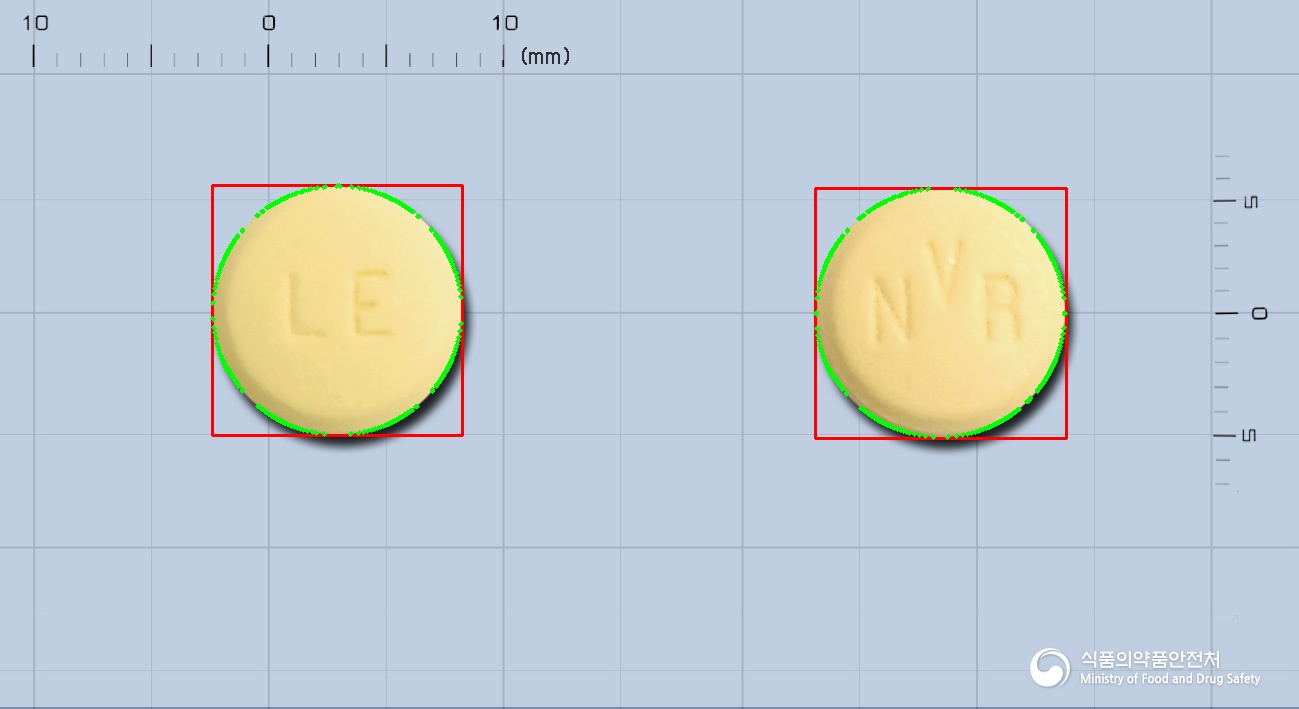 10 0 10
(mm)
LE
NVR
5
0
5
식품의약품안전처
Ministry of Food and Drug Safety